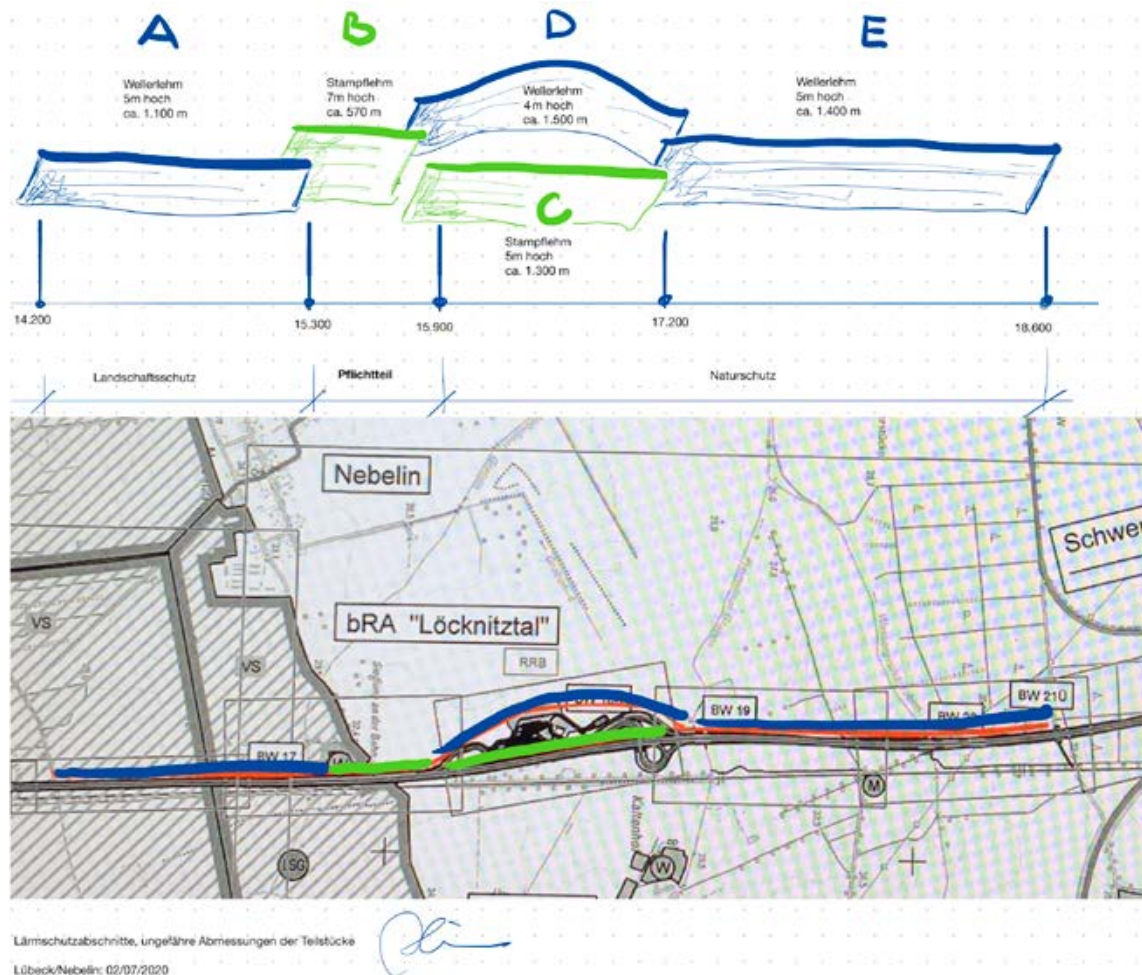 A
B
D
E
Wellerlehm
5m hoch
ca. 1.100 m
Stampflehm
7m hoch
ca. 570 m
Wellerlehm
4m hoch
ca. 1.500 m
Wellerlehm
5m hoch
ca. 1.400 m
C
Stampflehm
5m hoch
ca. 1.300 m
14.200
15.300
15.900
17.200
18.600
Landschaftsschutz
Pflichtteil
Naturschutz
Nebelin
Schwe
VS
VS
bRA "Löcknitztal"
RRB
BW 17
W
BW 19
BW 21Ü
M
LSG
Kaltenhof
W
Lärmschutzabschnitte, ungefähre Abmessungen der Teilstücke
Lübeck/Nebelin: 02/07/2020